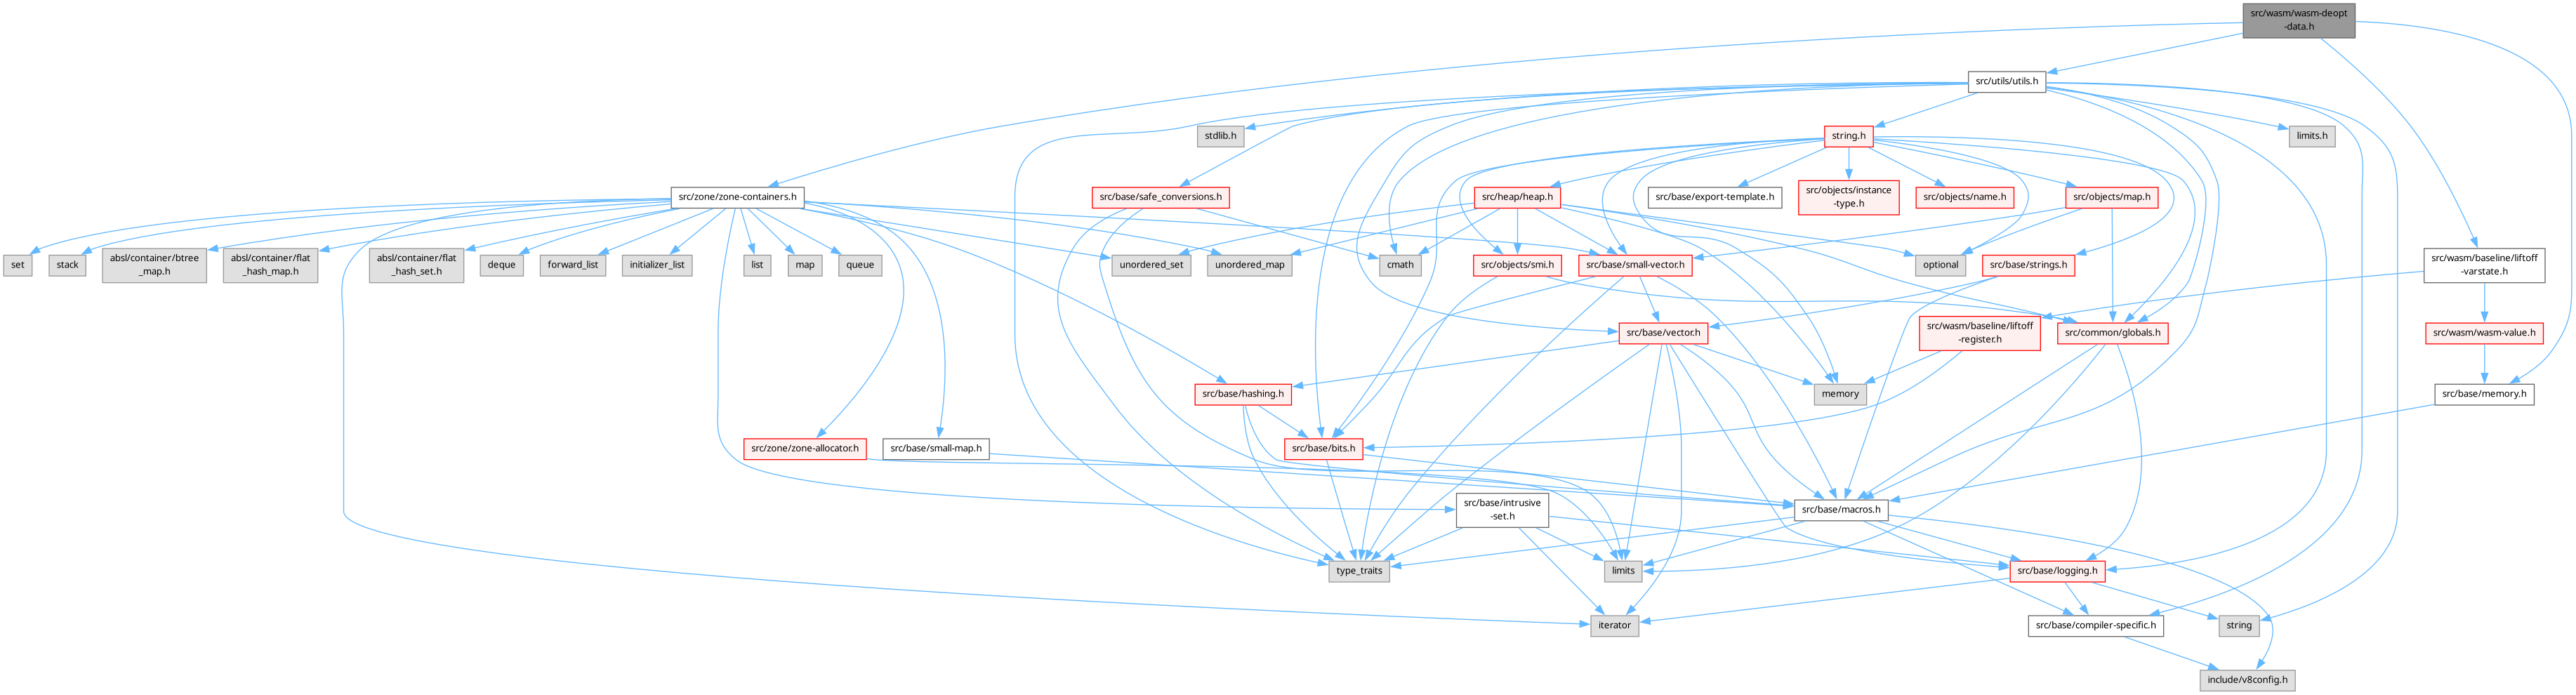 src/wasm/wasm-deopt
-data.h
src/utils/utils.h
stdlib.h
string.h
limits.h
src/zone/zone-containers.h
src/base/safe_conversions.h
src/heap/heap.h
src/base/export-template.h
src/objects/instance
-type.h
src/objects/name.h
src/objects/map.h
set
stack
absl/container/btree
_map.h
absl/container/flat
_hash_map.h
absl/container/flat
_hash_set.h
deque
forward_list
initializer_list
list
map
queue
unordered_set
unordered_map
cmath
src/objects/smi.h
src/base/small-vector.h
optional
src/base/strings.h
src/wasm/baseline/liftoff
-varstate.h
src/base/vector.h
src/wasm/baseline/liftoff
-register.h
src/common/globals.h
src/wasm/wasm-value.h
src/base/hashing.h
memory
src/base/memory.h
src/zone/zone-allocator.h
src/base/small-map.h
src/base/bits.h
src/base/intrusive
-set.h
src/base/macros.h
type_traits
limits
src/base/logging.h
iterator
src/base/compiler-specific.h
string
include/v8config.h